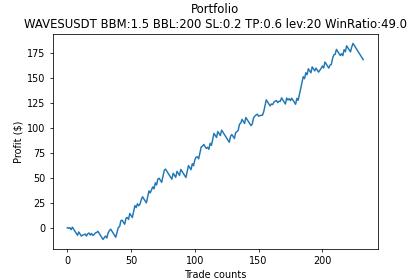 Portfolio
WAVESUSDT BBM:1.5 BBL:200 SL:0.2 TP:0.6 lev:20 WinRatio:49.0
175
150
125
100
75
50
25
0
Profit ($)
0 50 100 150 200
Trade counts